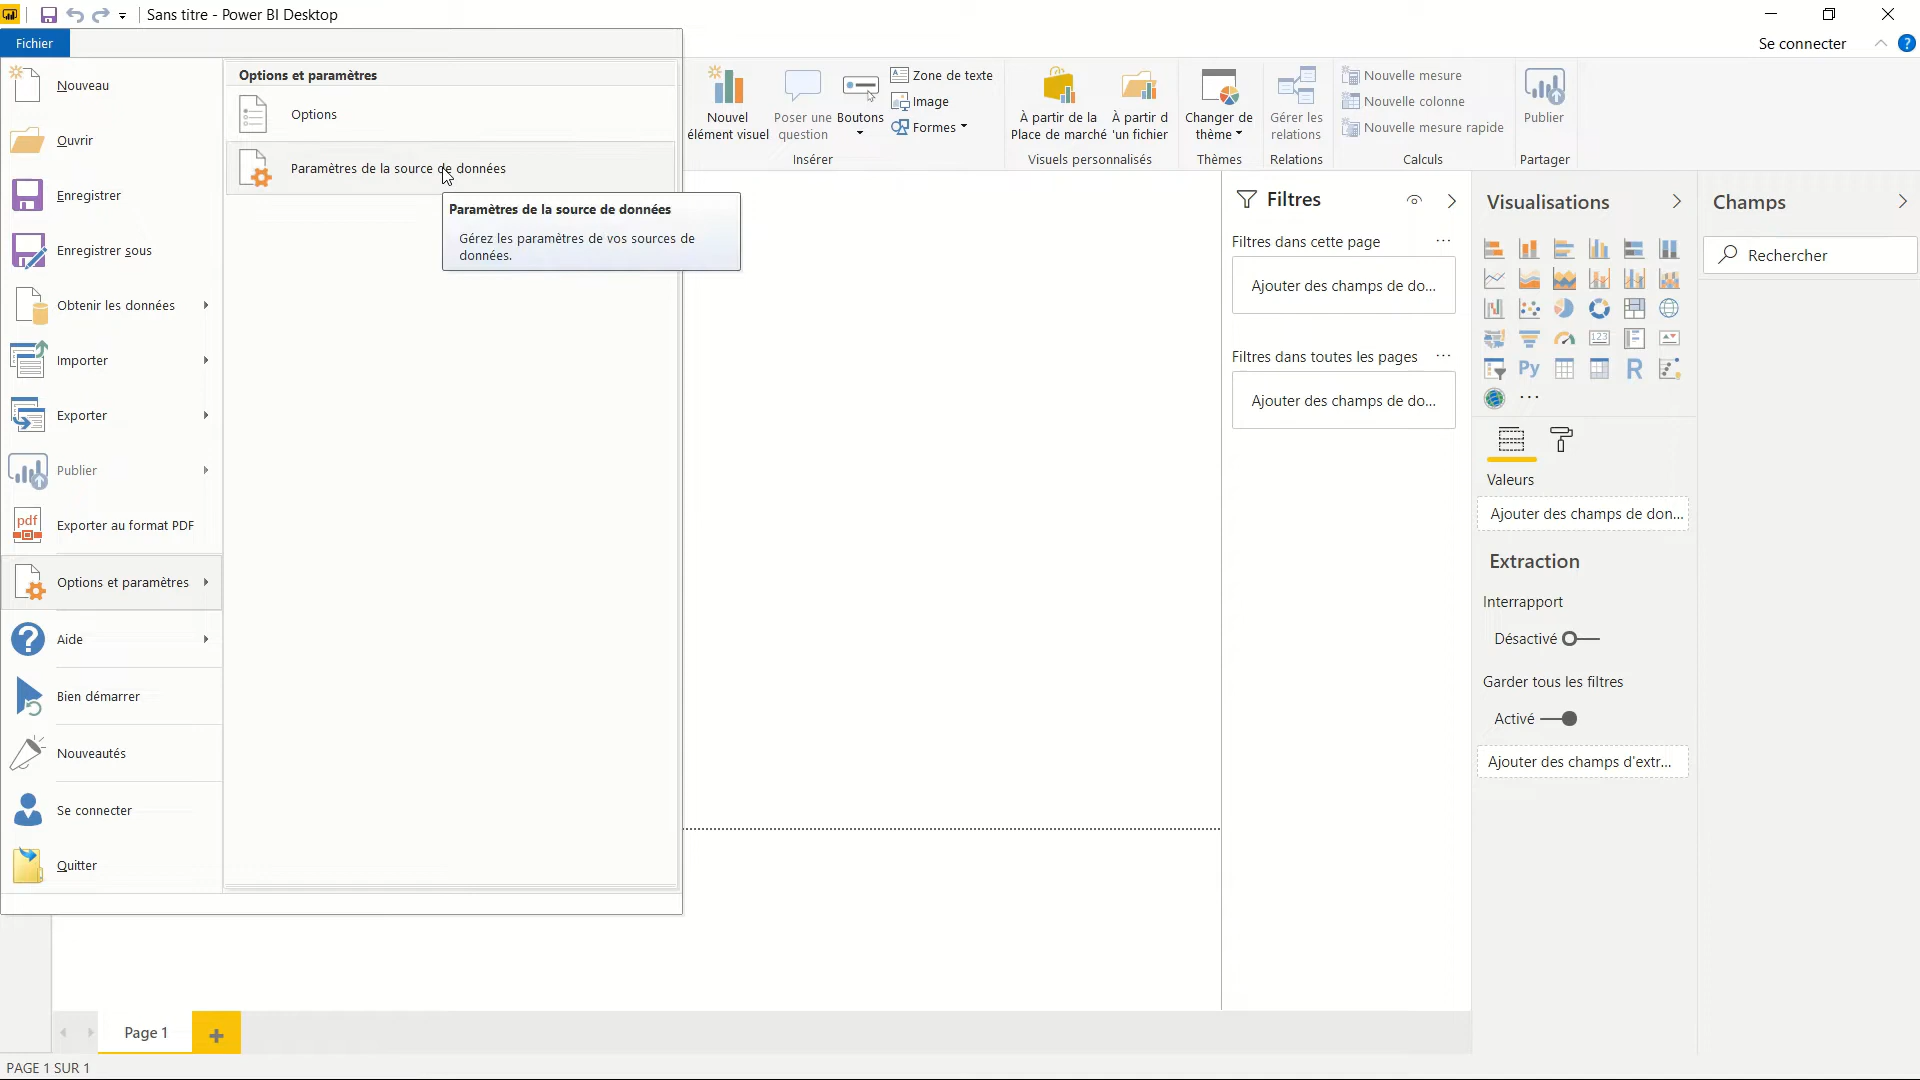 Sans titre - Power BI Desktop
Fichier
Se connecter
?
Nouveau
Ouvrir
Enregistrer
Enregistrer sous
Obtenir les données
Importer
Exporter
Publier
pdf
Exporter au format PDF
Options et paramètres
? Aide
Bien démarrer
Nouveautés
Se connecter
Quitter
Options et paramètres
Options
Paramètres de la source de données
Paramètres de la source de données
Gérez les paramètres de vos sources de
données.
Nouvel
élément visuel
Poser une
question
Boutons
Zone de texte
Image
Formes
Insérer
À partir de la
Place de marché
À partir d
'un fichier
Visuels personnalisés
Changer de
thème
Thèmes
Gérer les
relations
Relations
Nouvelle mesure
Nouvelle colonne
Nouvelle mesure rapide
Calculs
Publier
Partager
Filtres
Filtres dans cette page ...
Ajouter des champs de do...
Filtres dans toutes les pages ...
Ajouter des champs de do...
Visualisations
123
Py
R
...
Valeurs
Ajouter des champs de don...
Extraction
Interrapport
Désactivé
Garder tous les filtres
Activé
Ajouter des champs d'extr...
Champs
Rechercher
Page 1
+
PAGE 1 SUR 1